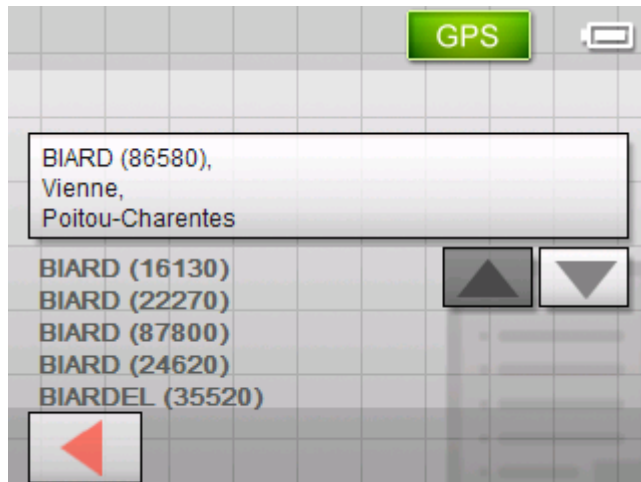 GPS
BIARD (86580),
Vienne,
Poitou-Charentes
BIARD (16130)
BIARD (22270)
BIARD (87800)
BIARD (24620)
BIARDEL (35520)